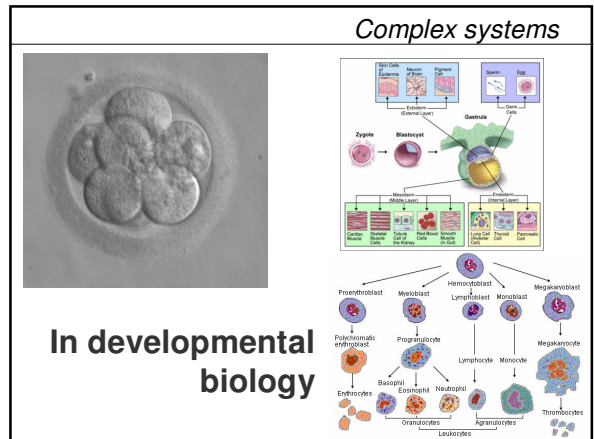 Complex systems
Skin Cells of Epidermis
Neuron of Brain
Pigment Cell
Sperm
Egg
Ectoderm (External Layer)
Germ Cells
Gastrula
Zygote
Blastocyst
Mesoderm (Middle Layer)
Endoderm (Internal Layer)
Cardiac Muscle
Skeletal Muscle Cells
Tubule Cell of the Kidney
Red Blood Cells
Smooth Muscle (in Gut)
Lung Cell (Alveolar Cell)
Thyroid Cell
Pancreatic Cell
Hemocytoblast
Proerythroblast
Myeloblast
Lymphoblast
Monoblast
Megakaryoblast
In developmental
biology
Polychromatic erythroblast
Progranulocyte
Lymphocyte
Monocyte
Megakaryocyte
Basophil
Eosinophil
Neutrophil
Erythrocytes
Thrombocytes
Granulocytes
Agranulocytes
Leukocytes